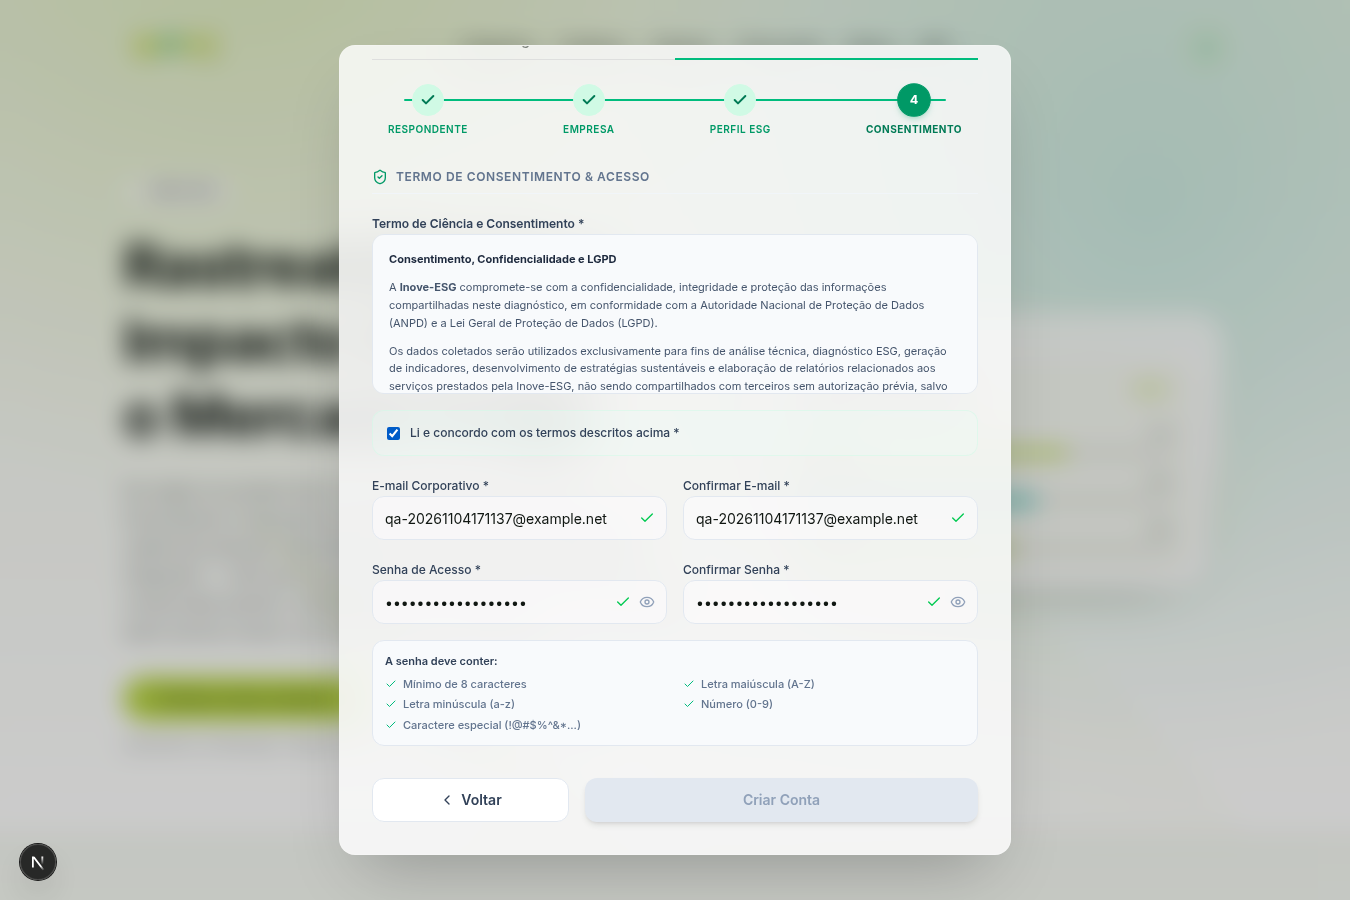 4
RESPONDENTE
EMPRESA
PERFIL ESG
CONSENTIMENTO
TERMO DE CONSENTIMENTO & ACESSO
Termo de Ciência e Consentimento *
Consentimento, Confidencialidade e LGPD
A Inove-ESG compromete-se com a confidencialidade, integridade e proteção das informações
compartilhadas neste diagnóstico, em conformidade com a Autoridade Nacional de Proteção de Dados
(ANPD) e a Lei Geral de Proteção de Dados (LGPD).
Os dados coletados serão utilizados exclusivamente para fins de análise técnica, diagnóstico ESG, geração
de indicadores, desenvolvimento de estratégias sustentáveis e elaboração de relatórios relacionados aos
serviços prestados pela Inove-ESG, não sendo compartilhados com terceiros sem autorização prévia, salvo
Li e concordo com os termos descritos acima *
E-mail Corporativo *
Confirmar E-mail *
qa-20261104171137@example.net
qa-20261104171137@example.net
Senha de Acesso *
Confirmar Senha *
A senha deve conter:
Mínimo de 8 caracteres
Letra maiúscula (A-Z)
Letra minúscula (a-z)
Número (0-9)
Caractere especial (!@#$%^&*...)
Voltar
Criar Conta
N
Rastrea
Impacto
o Merca